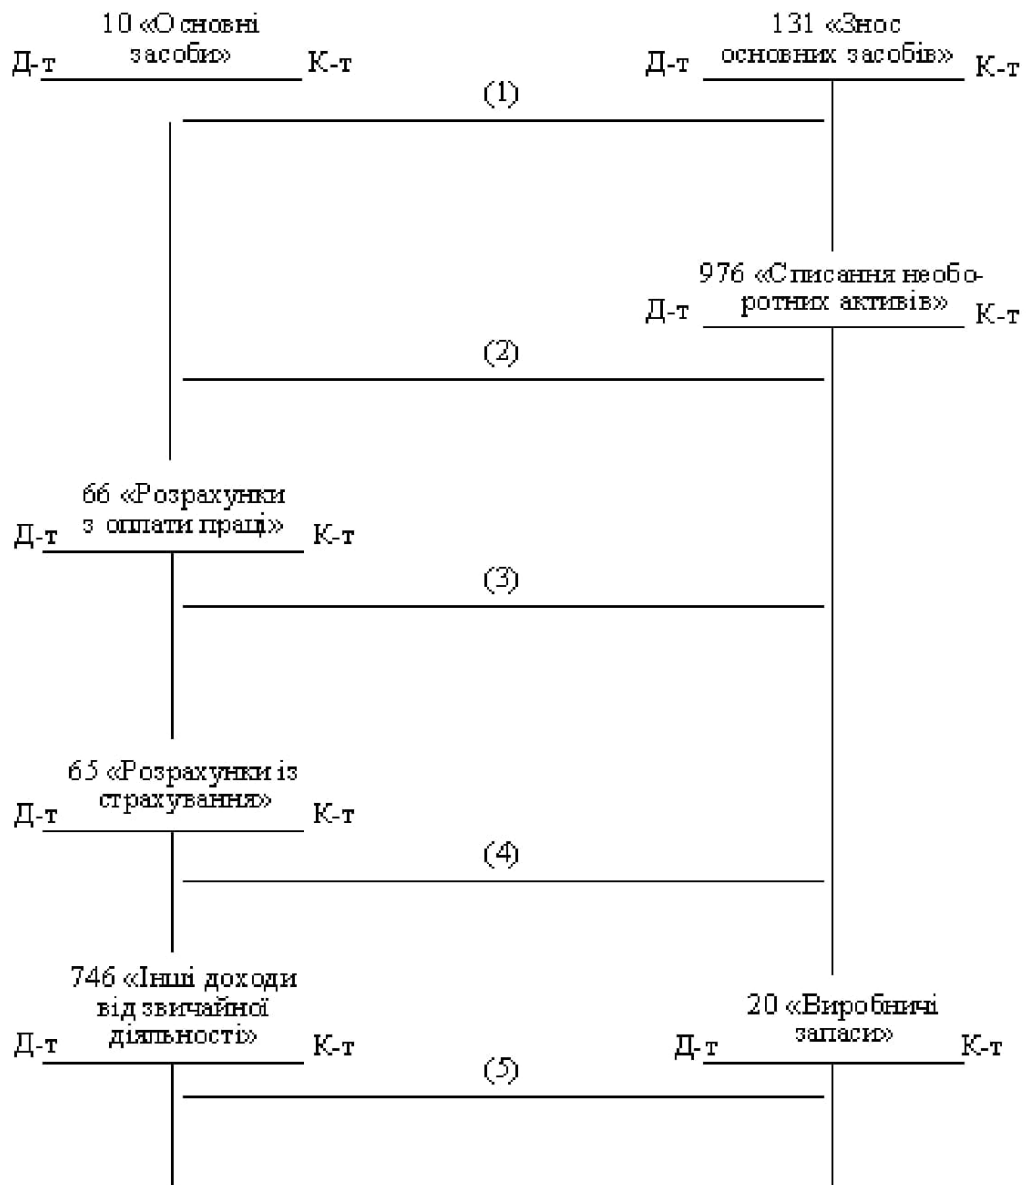 10 «Основні
засоби»
Д-т К-т
131 «Знос
основних засобів»
Д-т К-т
(1)
976 «Списання необо-
ротних активів»
Д-т К-т
(2)
66 «Розрахунки
з оплати праці»
Д-т К-т
(3)
65 «Розрахунки із
страхування»
Д-т К-т
(4)
746 «Інші доходи
від звичайної
діяльності»
Д-т К-т
20 «Виробничі
запаси»
Д-т К-т
(5)